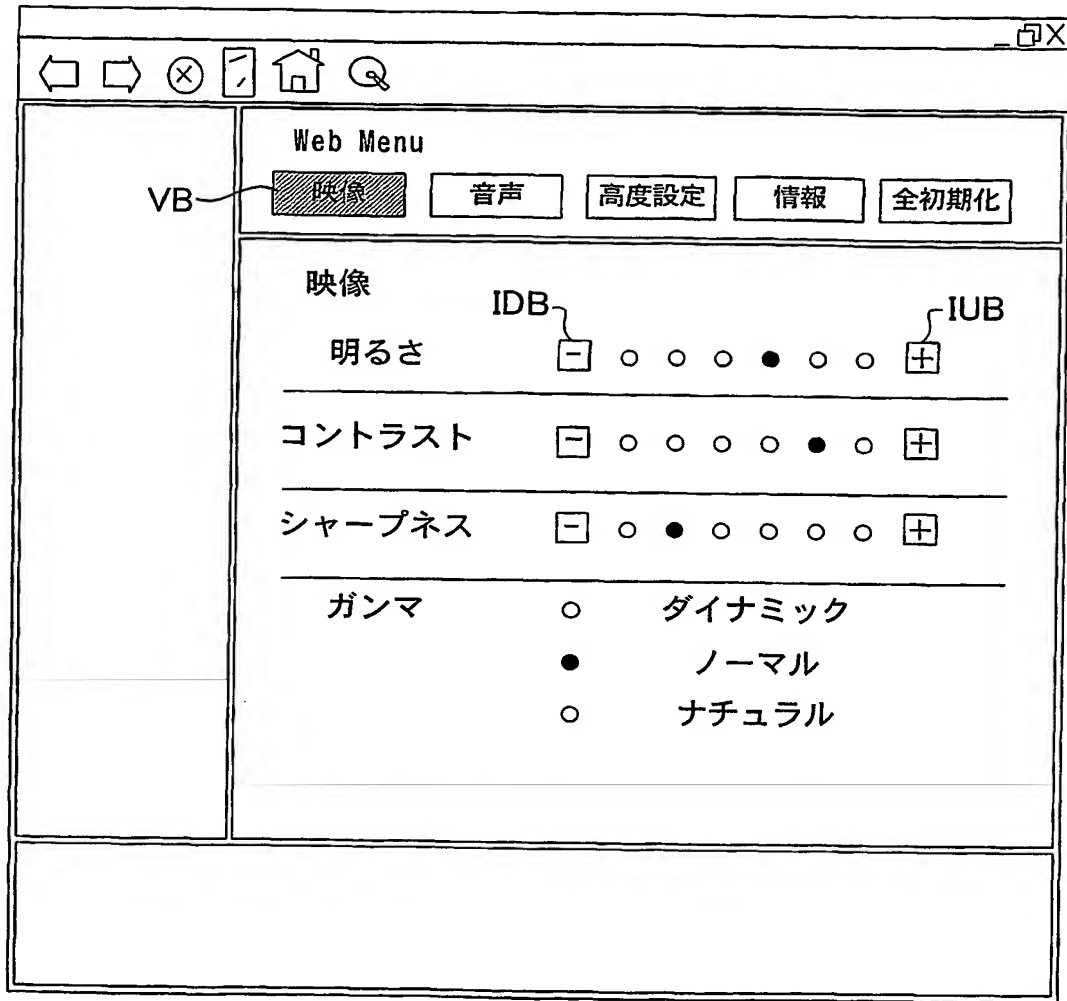 Web Menu
VB 映像 音声 高度設定 情報 全初期化
映像
IDB IUB
明るさ - +
コントラスト - +
シャープネス - +
ガンマ ダイナミック
ノーマル
ナチュラル